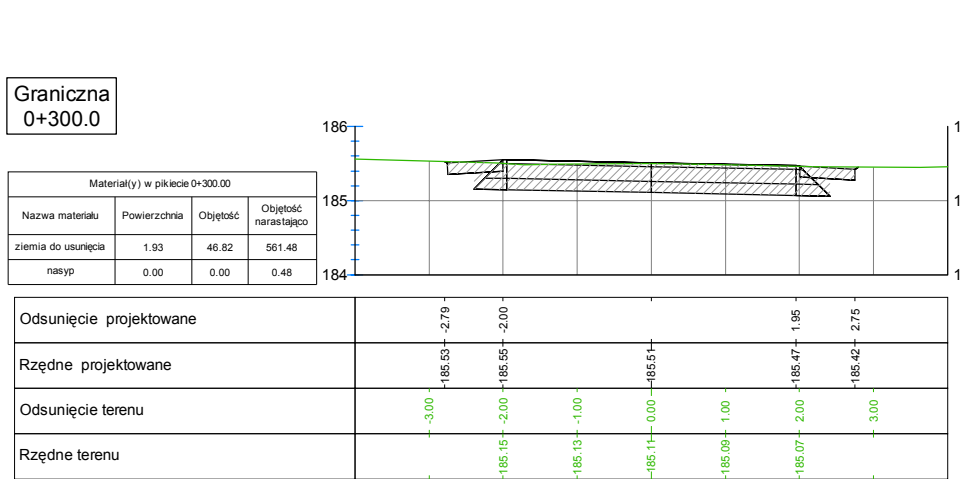 Graniczna
0+300.0
Materiał(y) w pikiecie 0+300.00
Nazwa materiału Powierzchnia Objętość Objętość narastająco
ziemia do usunięcia 1.93 46.82 561.48
nasyp 0.00 0.00 0.48
186 1
185 1
184 1
Odsunięcie projektowane -2.79 -2.00 1.95 2.75
Rzędne projektowane 185.53 185.55 185.51 185.47 185.42
Odsunięcie terenu -3.00 -2.00 -1.00 0.00 1.00 2.00 3.00
Rzędne terenu 185.15 185.13 185.11 185.09 185.07